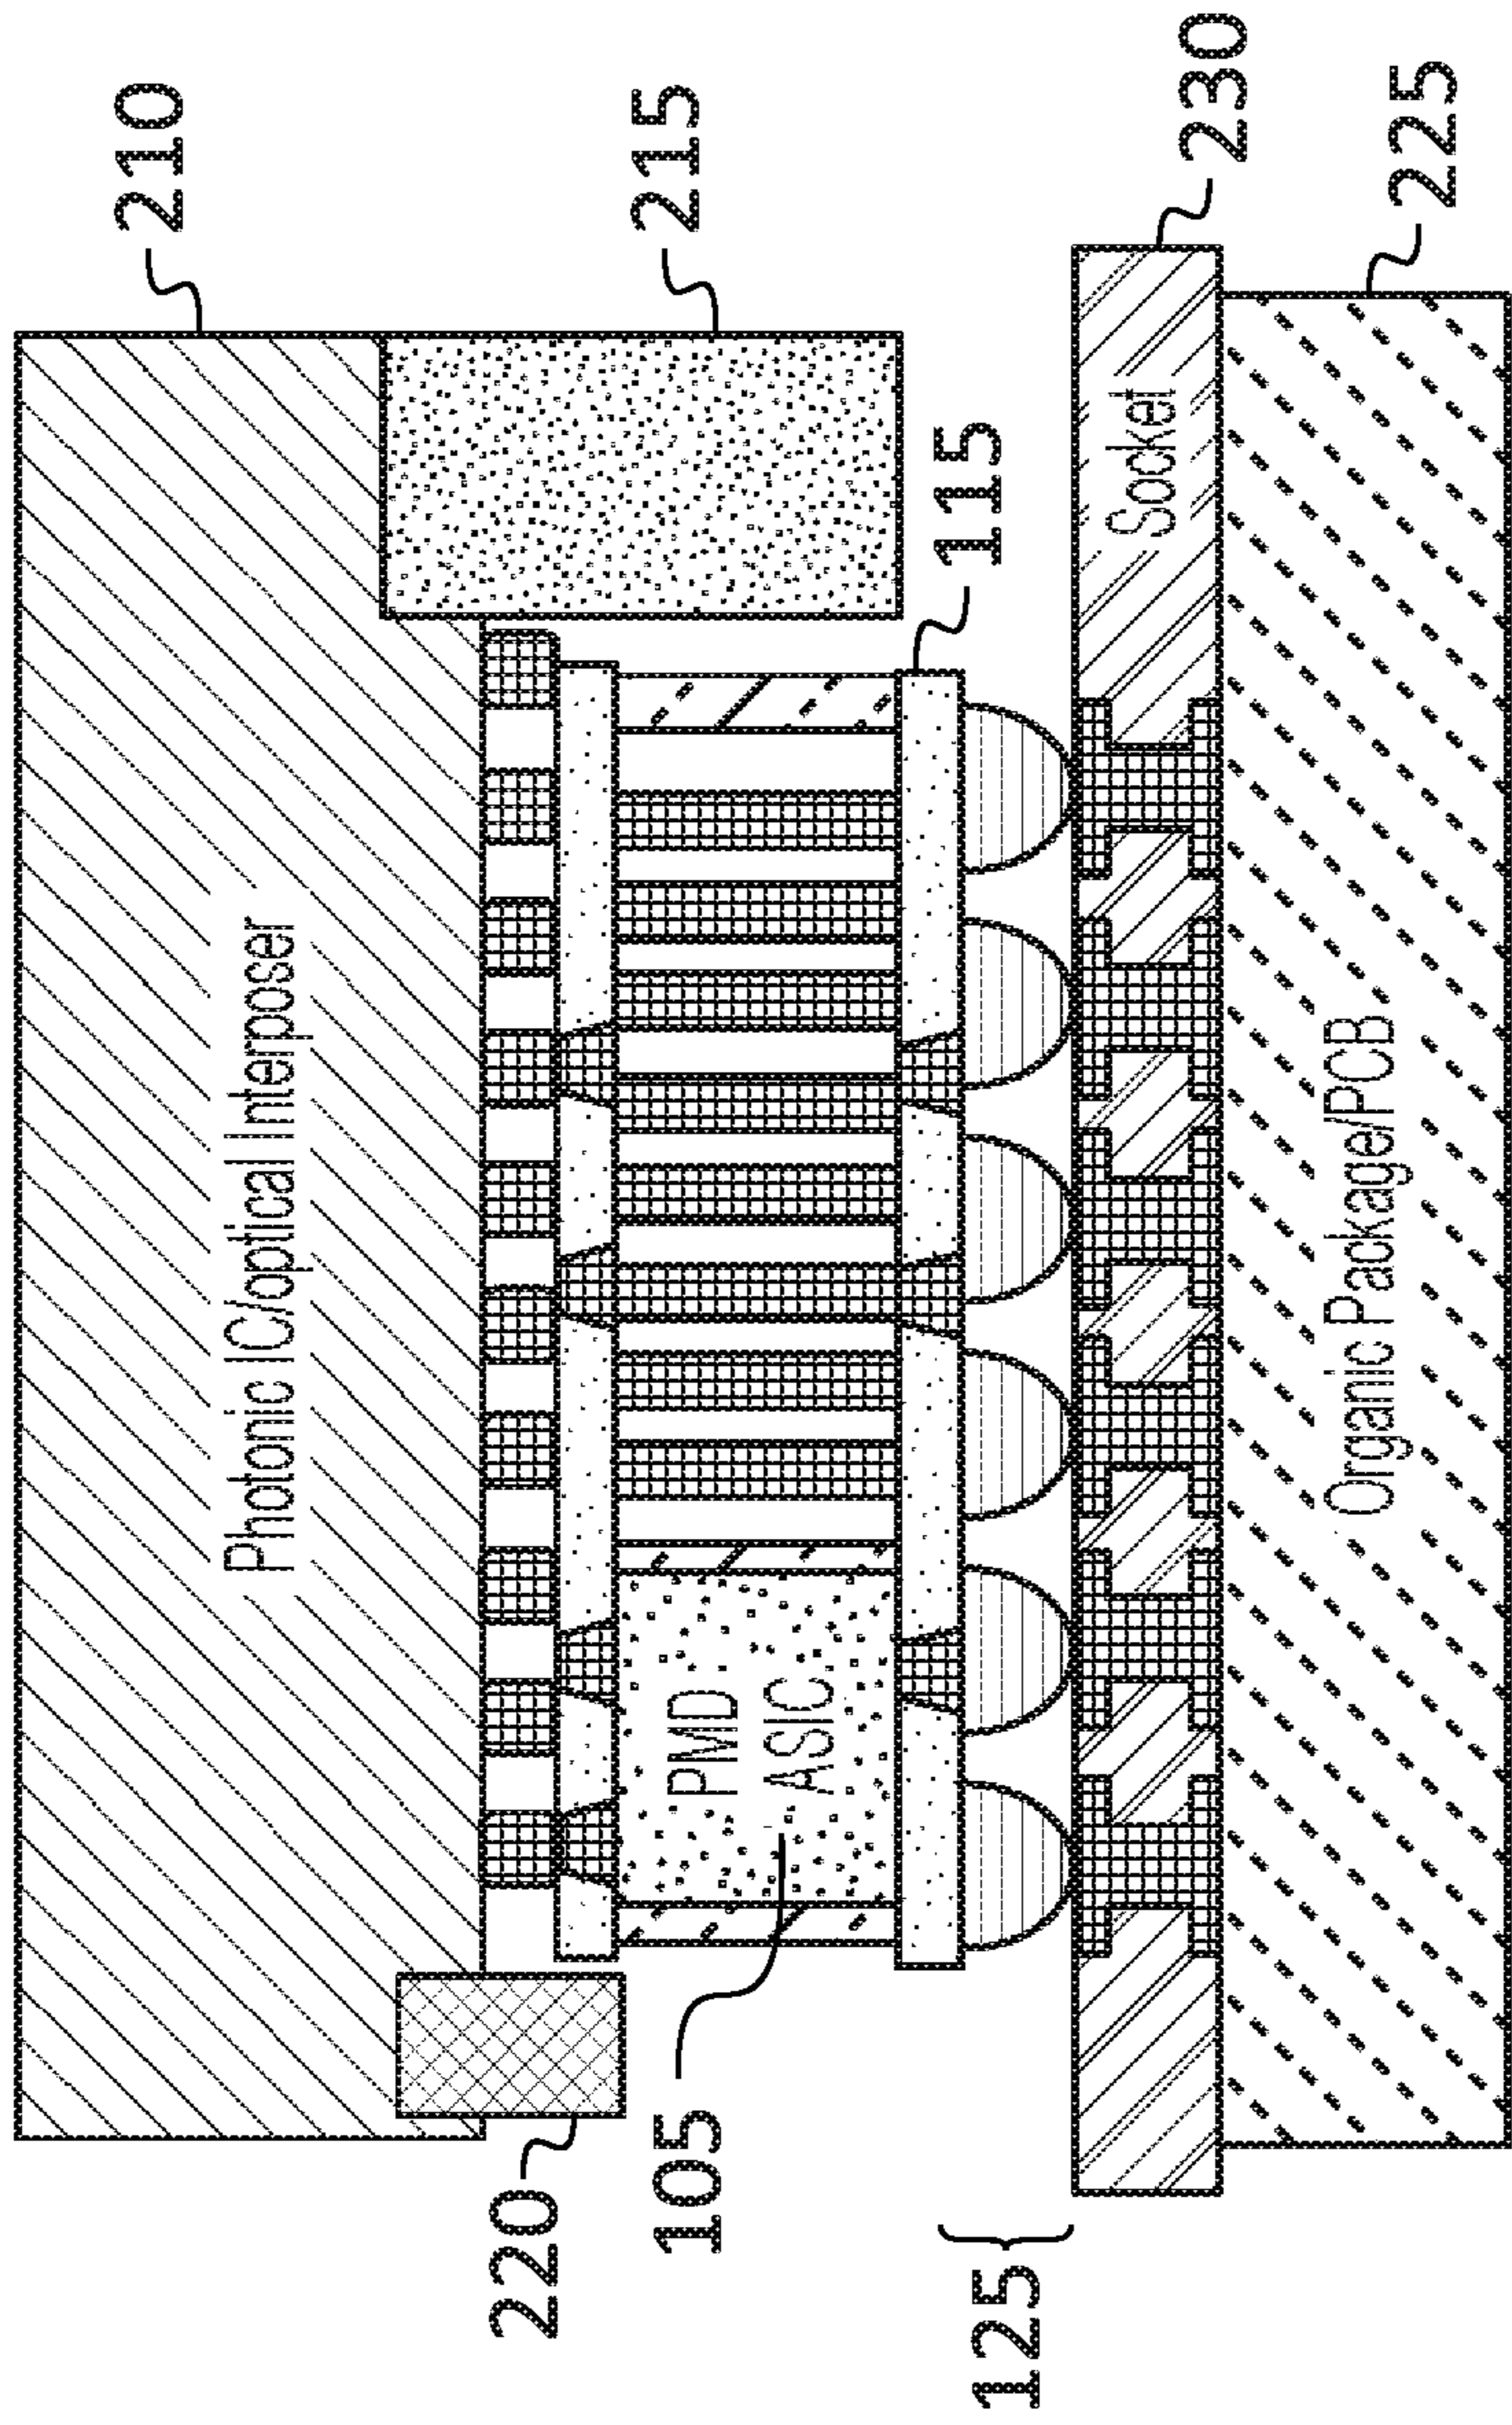 210
Photonic IC/optical Interposer
215
220
105
PMD
ASIC
115
125
Socket
230
Organic Package/PCB
225